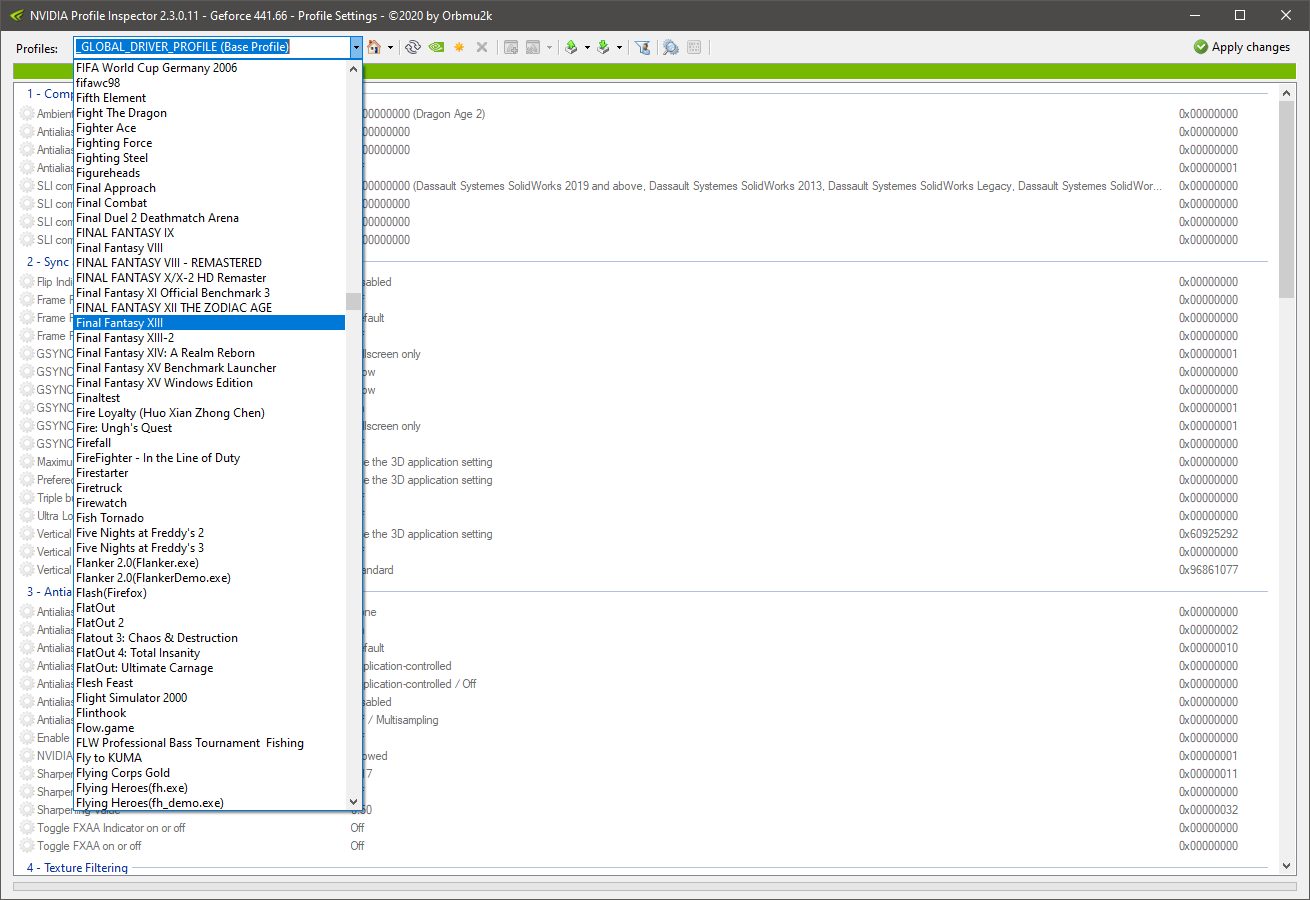 NVIDIA Profile Inspector 2.3.0.11 - Geforce 441.66 - Profile Settings - ©2020 by Orbmu2k
Profiles: _GLOBAL_DRIVER_PROFILE (Base Profile) Apply changes
FIFA World Cup Germany 2006
fifawc98
Fifth Element
Fight The Dragon
Fighter Ace
Fighting Force
Fighting Steel
Figureheads
Final Approach
Final Combat
Final Duel 2 Deathmatch Arena
FINAL FANTASY IX
Final Fantasy VIII
FINAL FANTASY VIII - REMASTERED
FINAL FANTASY X/X-2 HD Remaster
Final Fantasy XI Official Benchmark 3
FINAL FANTASY XII THE ZODIAC AGE
Final Fantasy XIII
Final Fantasy XIII-2
Final Fantasy XIV: A Realm Reborn
Final Fantasy XV Benchmark Launcher
Final Fantasy XV Windows Edition
Finaltest
Fire Loyalty (Huo Xian Zhong Chen)
Fire: Ungh's Quest
Firefall
FireFighter - In the Line of Duty
Firestarter
Firetruck
Firewatch
Fish Tornado
Five Nights at Freddy's 2
Five Nights at Freddy's 3
Flanker 2.0(Flanker.exe)
Flanker 2.0(FlankerDemo.exe)
Flash(Firefox)
FlatOut
FlatOut 2
Flatout 3: Chaos & Destruction
FlatOut 4: Total Insanity
FlatOut: Ultimate Carnage
Flesh Feast
Flight Simulator 2000
Flinthook
Flow.game
FLW Professional Bass Tournament  Fishing
Fly to KUMA
Flying Corps Gold
Flying Heroes(fh.exe)
Flying Heroes(fh_demo.exe)
1 - Comp
Ambient 00000000 (Dragon Age 2) 0x00000000
Antialias 00000000 0x00000000
Antialias 00000000 0x00000000
Antialias 0x00000001
SLI com 00000000 (Dassault Systemes SolidWorks 2019 and above, Dassault Systemes SolidWorks 2013, Dassault Systemes SolidWorks Legacy, Dassault Systemes SolidWor... 0x00000000
SLI com 00000000 0x00000000
SLI com 00000000 0x00000000
SLI com 00000000 0x00000000
2 - Sync
Flip Indi sabled 0x00000000
Frame F 0x00000000
Frame F fault 0x00000000
Frame F 0x00000000
GSYNC llscreen only 0x00000001
GSYNC ow 0x00000000
GSYNC ow 0x00000000
GSYNC 0x00000001
GSYNC llscreen only 0x00000001
GSYNC 0x00000000
Maximu e the 3D application setting 0x00000000
Prefered e the 3D application setting 0x00000000
Triple bu 0x00000000
Ultra Lo 0x00000000
Vertical e the 3D application setting 0x60925292
Vertical 0x00000000
Vertical andard 0x96861077
3 - Antia
Antialias one 0x00000000
Antialias 0x00000002
Antialias fault 0x00000010
Antialias plication-controlled 0x00000000
Antialias plication-controlled / Off 0x00000000
Antialias sabled 0x00000000
Antialias / Multisampling 0x00000000
Enable 0x00000000
NVIDIA owed 0x00000001
Sharpen 17 0x00000011
Sharpen 0x00000000
Sharpening value 0.50 0x00000032
Toggle FXAA Indicator on or off Off 0x00000000
Toggle FXAA on or off Off 0x00000000
4 - Texture Filtering